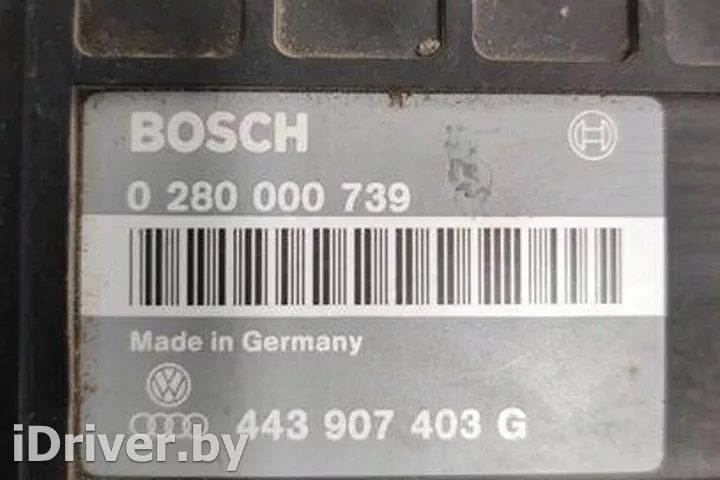 BOSCH
0 280 000 739
Made in Germany
443 907 403 G
iDriver.by